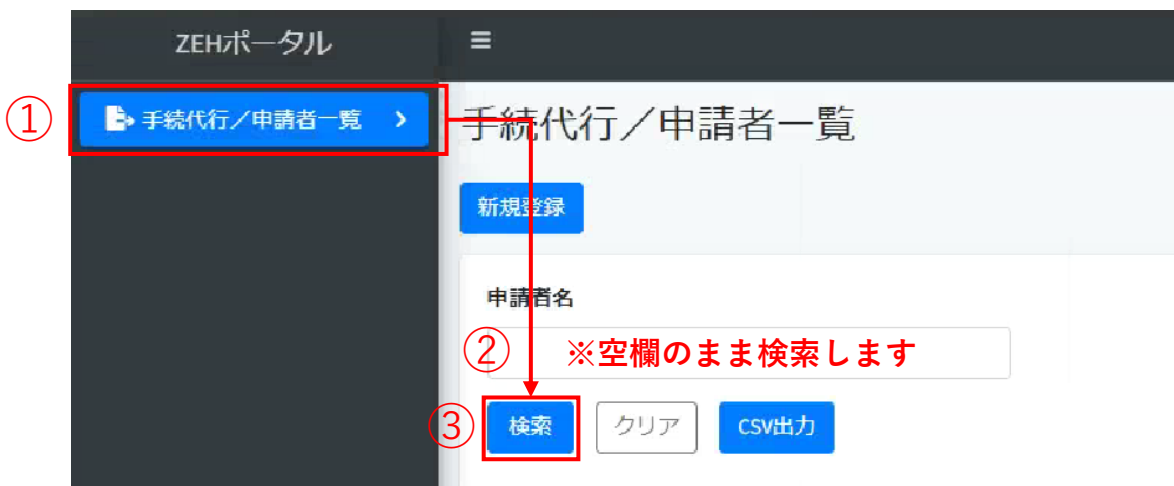 ZEHポータル
≡
①
手続代行/申請者一覧 >
手続代行/申請者一覧
新規登録
申請者名
②
※空欄のまま検索します
③
検索
クリア
CSV出力